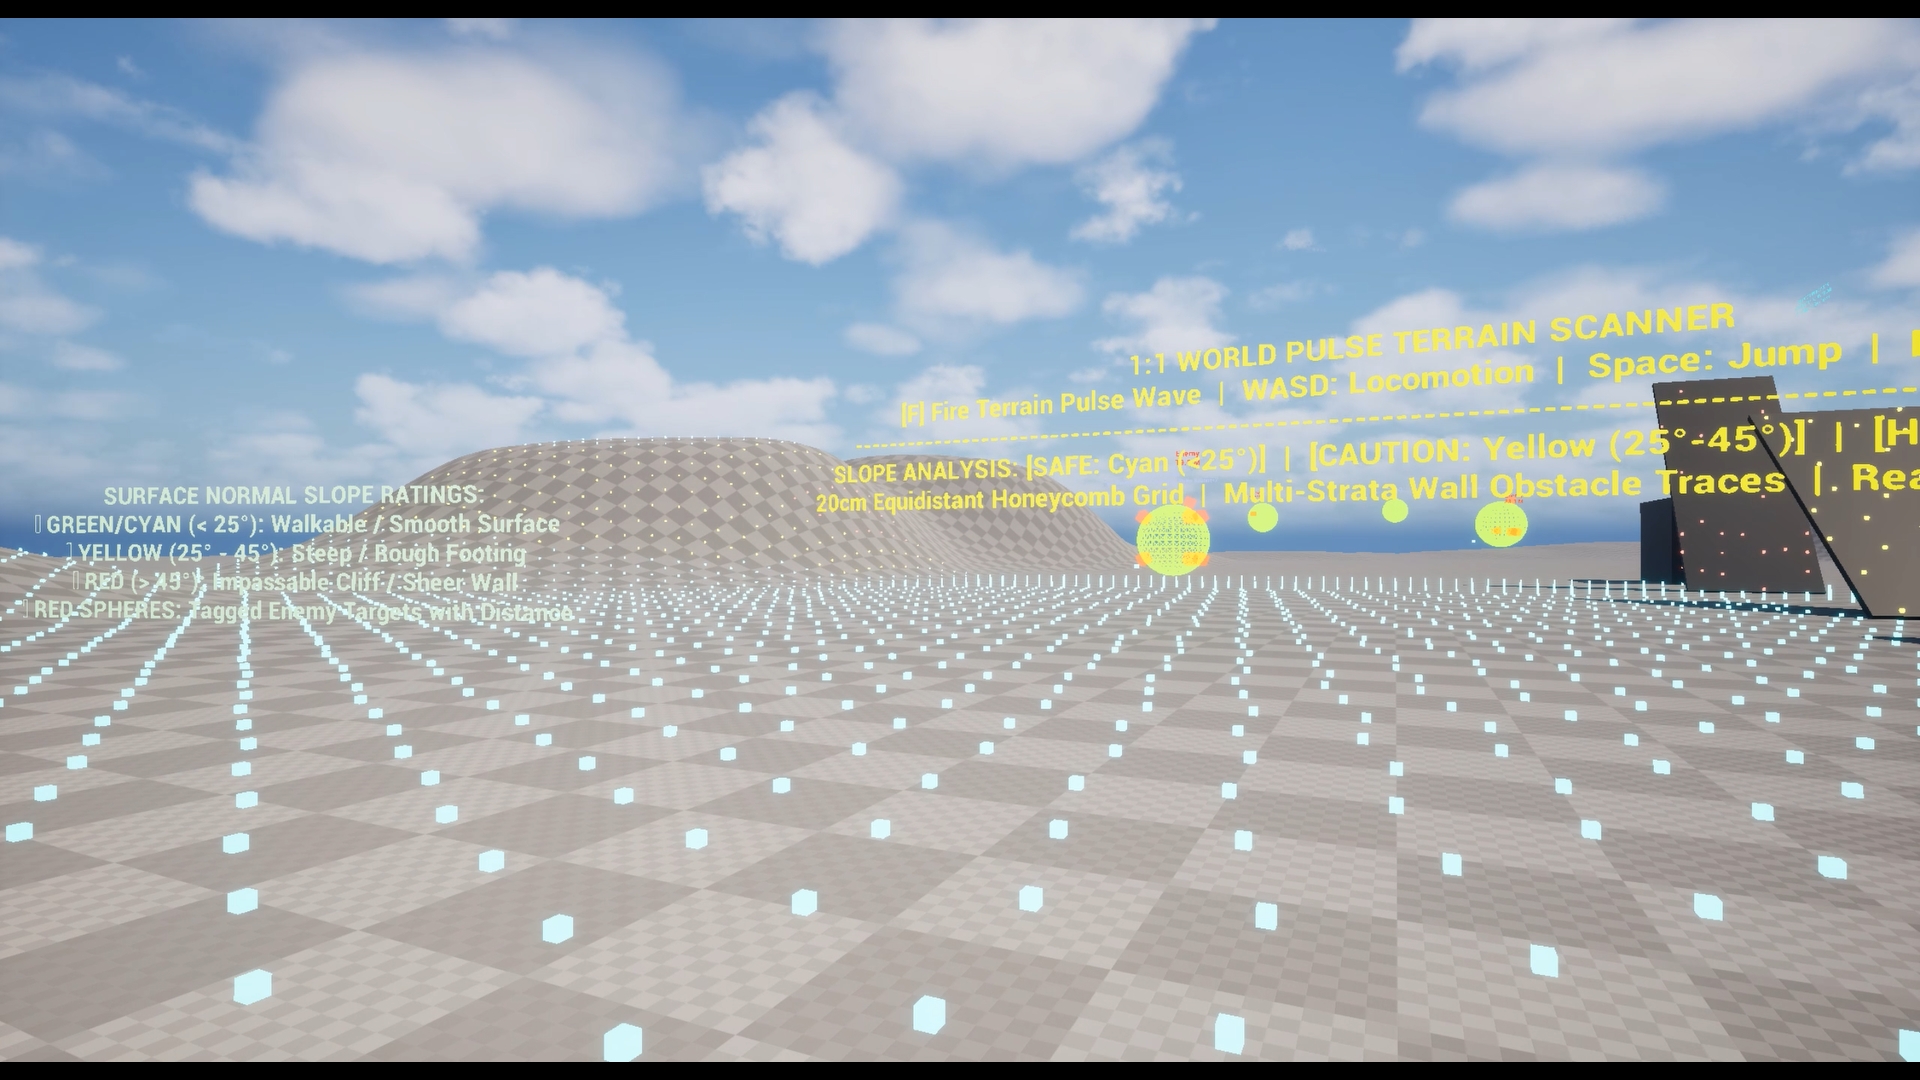 1:1 WORLD PULSE TERRAIN SCANNER
[F] Fire Terrain Pulse Wave | WASD: Locomotion | Space: Jump |
SLOPE ANALYSIS: [SAFE: Cyan (<25°)] | [CAUTION: Yellow (25°-45°)] | [H
20cm Equidistant Honeycomb Grid | Multi-Strata Wall Obstacle Traces | Rea
SURFACE NORMAL SLOPE RATINGS:
GREEN/CYAN (< 25°): Walkable / Smooth Surface
YELLOW (25° - 45°): Steep / Rough Footing
RED (> 45°): Impassable Cliff / Sheer Wall
RED SPHERES: Tagged Enemy Targets with Distance